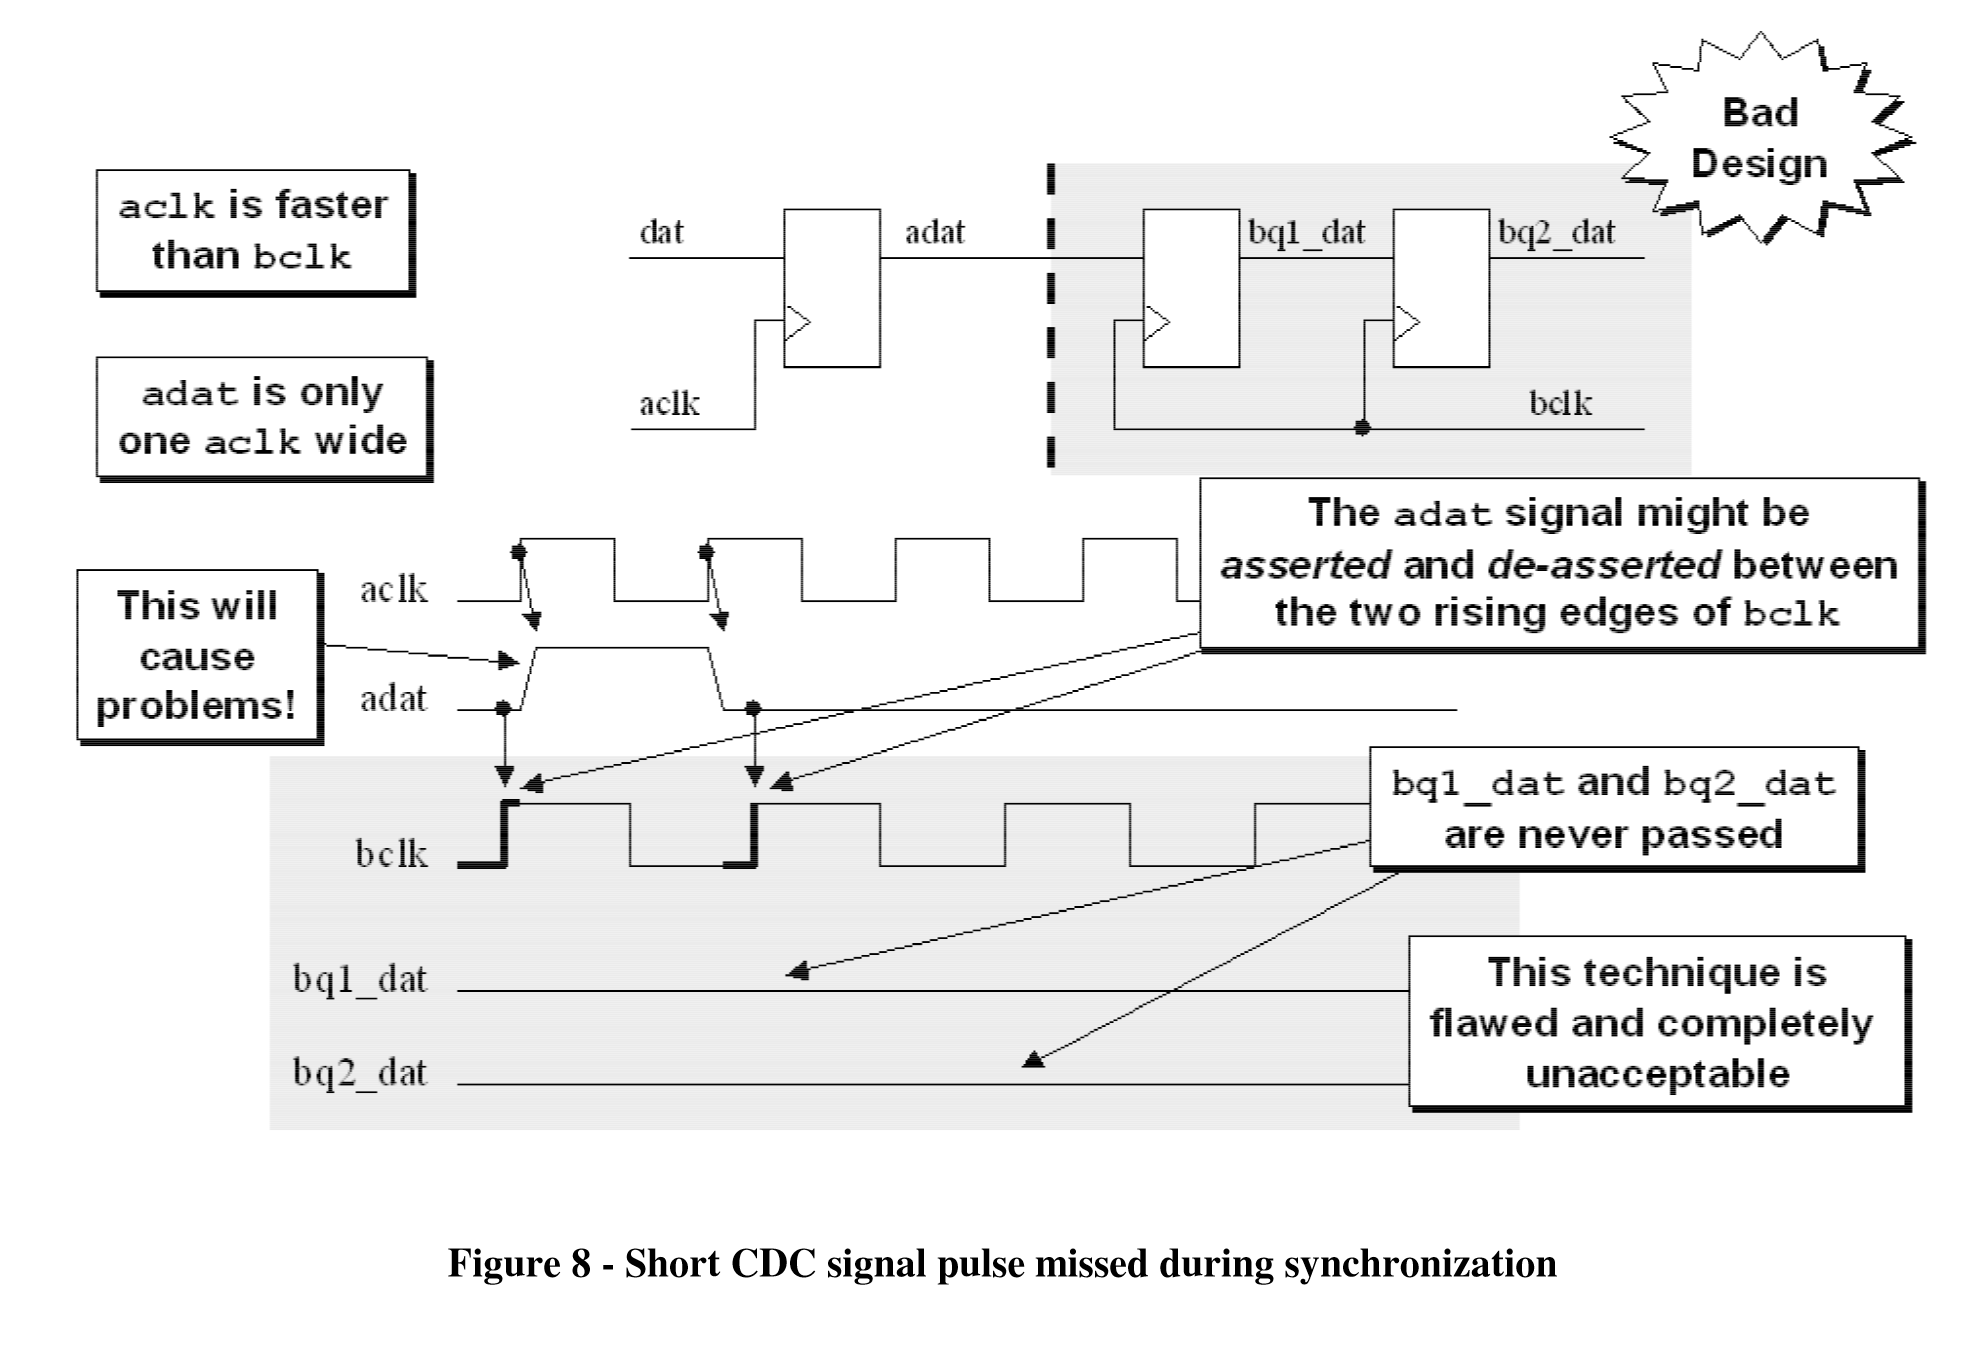 Bad
Design
aclk is faster
than bclk
dat
adat
bq1_dat
bq2_dat
adat is only
one aclk wide
aclk
bclk
The adat signal might be
asserted and de-asserted between
the two rising edges of bclk
This will
cause
problems!
aclk
adat
bq1_dat and bq2_dat
are never passed
bclk
This technique is
flawed and completely
unacceptable
bq1_dat
bq2_dat
Figure 8 - Short CDC signal pulse missed during synchronization